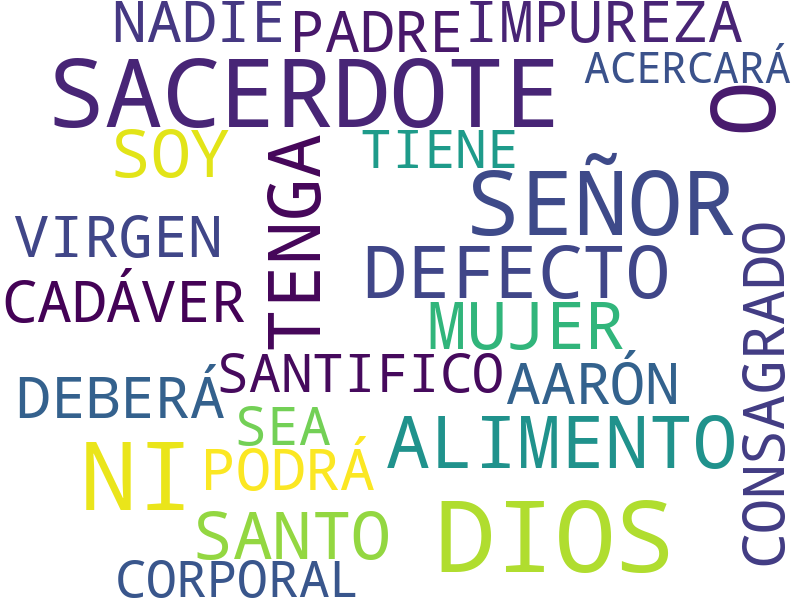 NADIE
PADRE
IMPUREZA
SACERDOTE
ACERCARÁ
O
SOY
TENGA
TIENE
SEÑOR
VIRGEN
DEFECTO
CADÁVER
MUJER
CONSAGRADO
SANTIFICO
DEBERÁ
AARÓN
SEA
ALIMENTO
NI
PODRÁ
SANTO
DIOS
CORPORAL